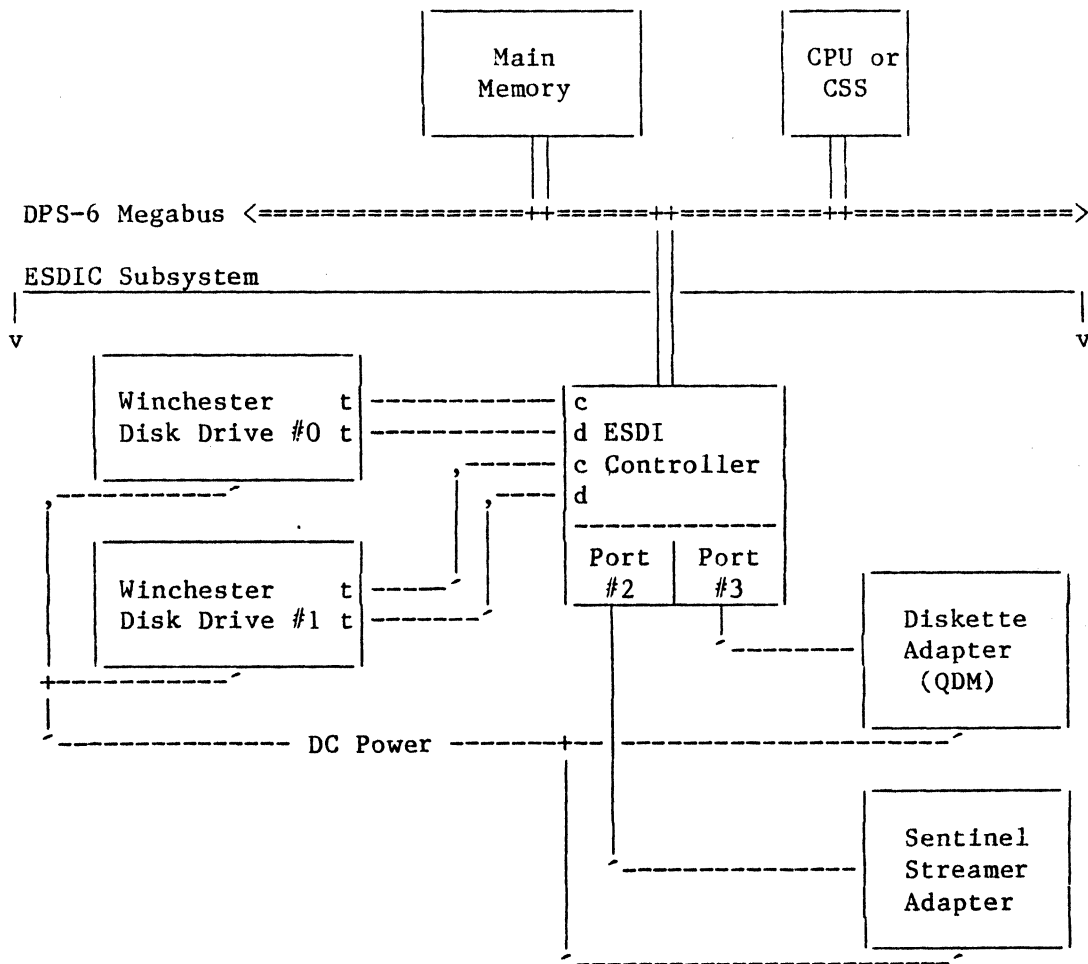 Main
Memory
CPU or
CSS
DPS-6 Megabus <==================++======++=========++===============>
ESDIC Subsystem
v
v
Winchester t
Disk Drive #0 t
c
d ESDI
c Controller
d
Winchester t
Disk Drive #1 t
Port
#2
Port
#3
Diskette
Adapter
(QDM)
DC Power
Sentinel
Streamer
Adapter